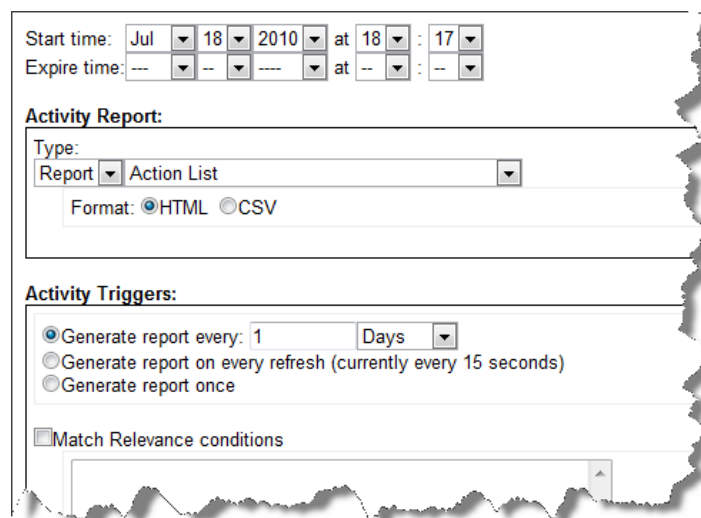 Start time: Jul 18 2010 at 18 : 17
Expire time: --- -- ---- at -- : --
Activity Report:
Type:
Report Action List
Format: HTML CSV
Activity Triggers:
Generate report every: 1 Days
Generate report on every refresh (currently every 15 seconds)
Generate report once
Match Relevance conditions